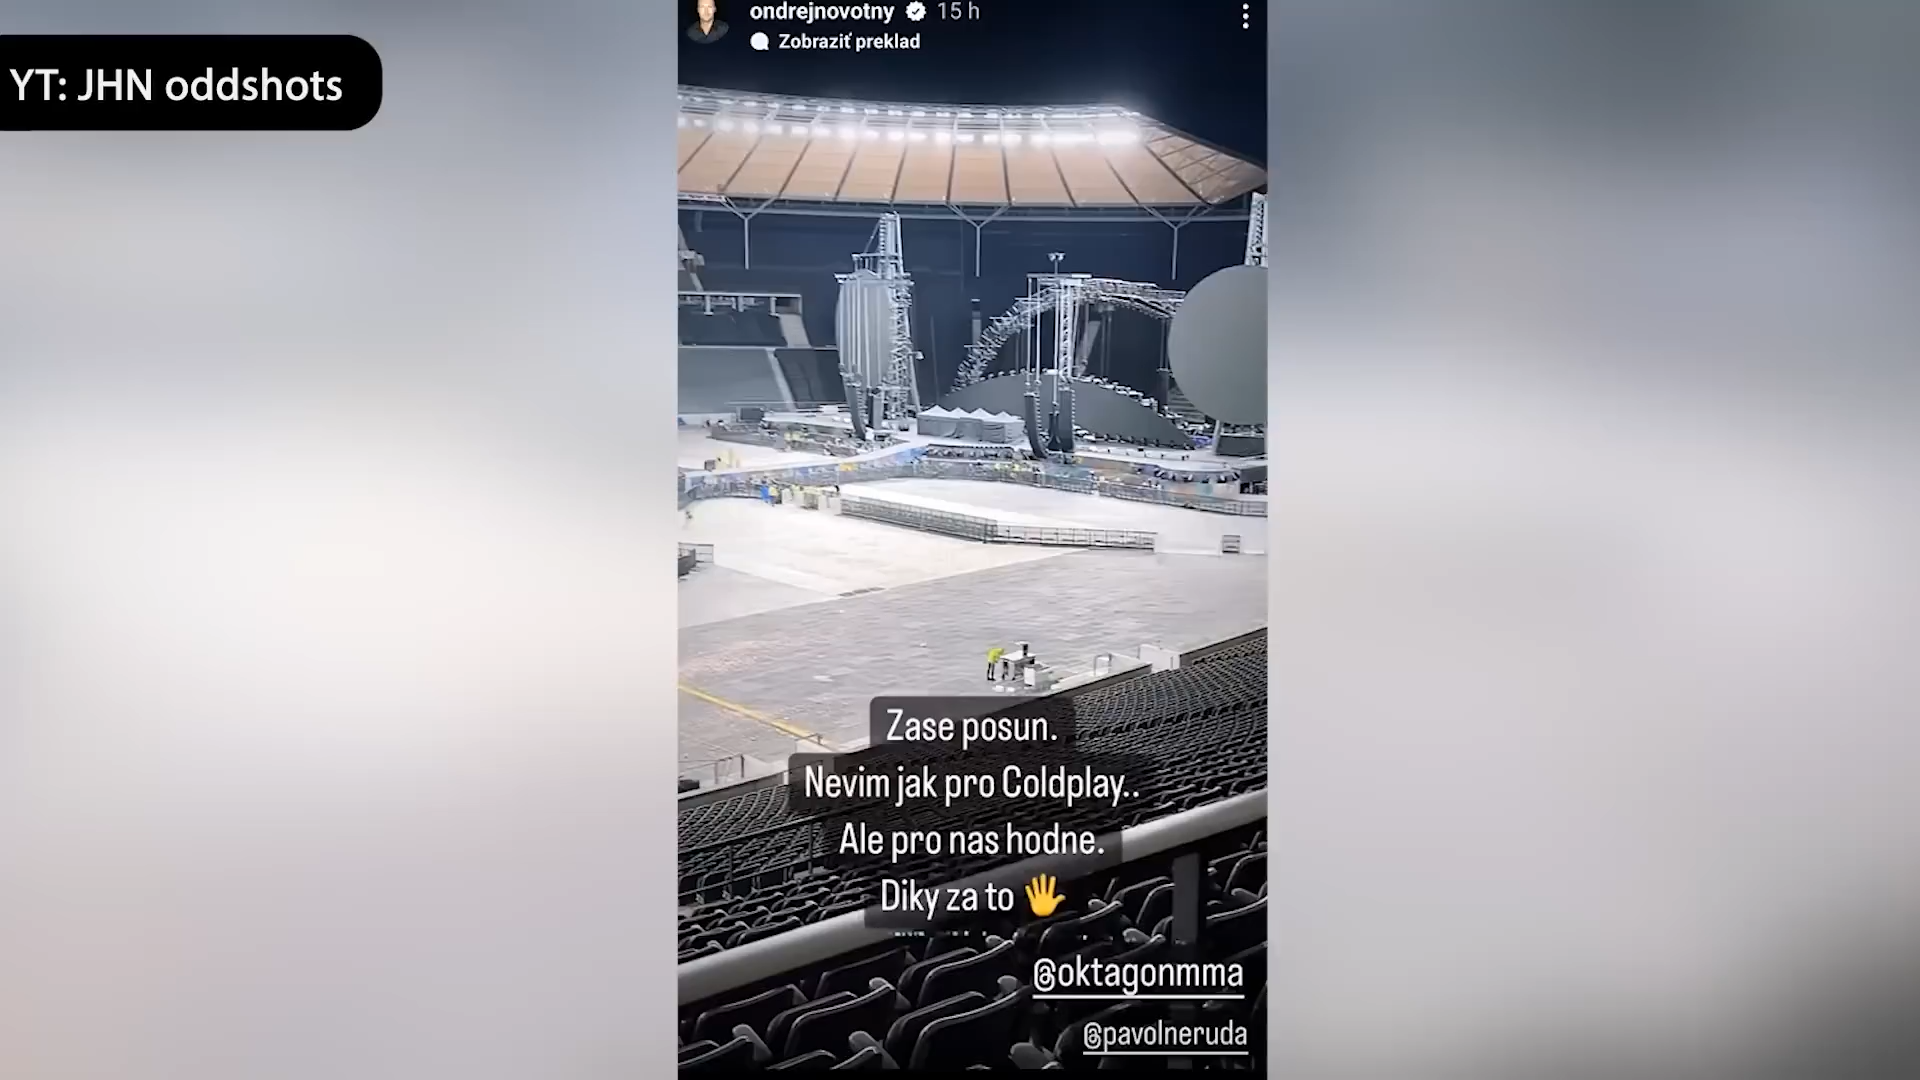 YT: JHN oddshots
ondrejnovotny 15 h
Zobraziť preklad
Zase posun.
Nevim jak pro Coldplay..
Ale pro nas hodne.
Diky za to 🖐
@oktagonmma
@pavolneruda